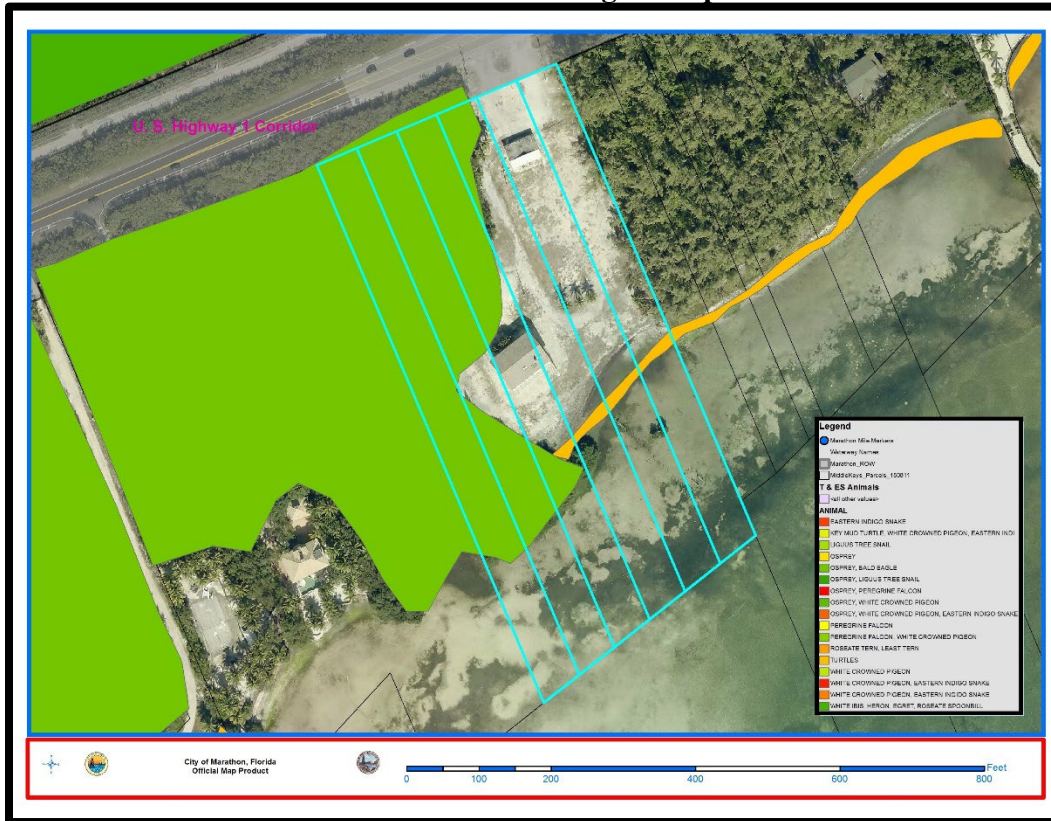 U. S. Highway 1 Corridor
Legend
Marathon Mile Markers
Waterway Names
Marathon_ROW
MiddleKeys_Parcels_150811
T & ES Animals
<all other values>
ANIMAL
EASTERN INDIGO SNAKE
KEY MUD TURTLE, WHITE CROWNED PIGEON, EASTERN INDI
LIGUUS TREE SNAIL
OSPREY
OSPREY, BALD EAGLE
OSPREY, LIGUUS TREE SNAIL
OSPREY, PEREGRINE FALCON
OSPREY, WHITE CROWNED PIGEON
OSPREY, WHITE CROWNED PIGEON, EASTERN INDIGO SNAKE
PEREGRINE FALCON
PEREGRINE FALCON, WHITE CROWNED PIGEON
ROSEATE TERN, LEAST TERN
TURTLES
WHITE CROWNED PIGEON
WHITE CROWNED PIGEON, EASTERN INDIGO SNAKE
WHITE CROWNED PIGEON, EASTERN INGIDO SNAKE
WHITE IBIS, HERON, EGRET, ROSEATE SPOONBILL
City of Marathon, Florida
Official Map Product
Feet
0 100 200 400 600 800